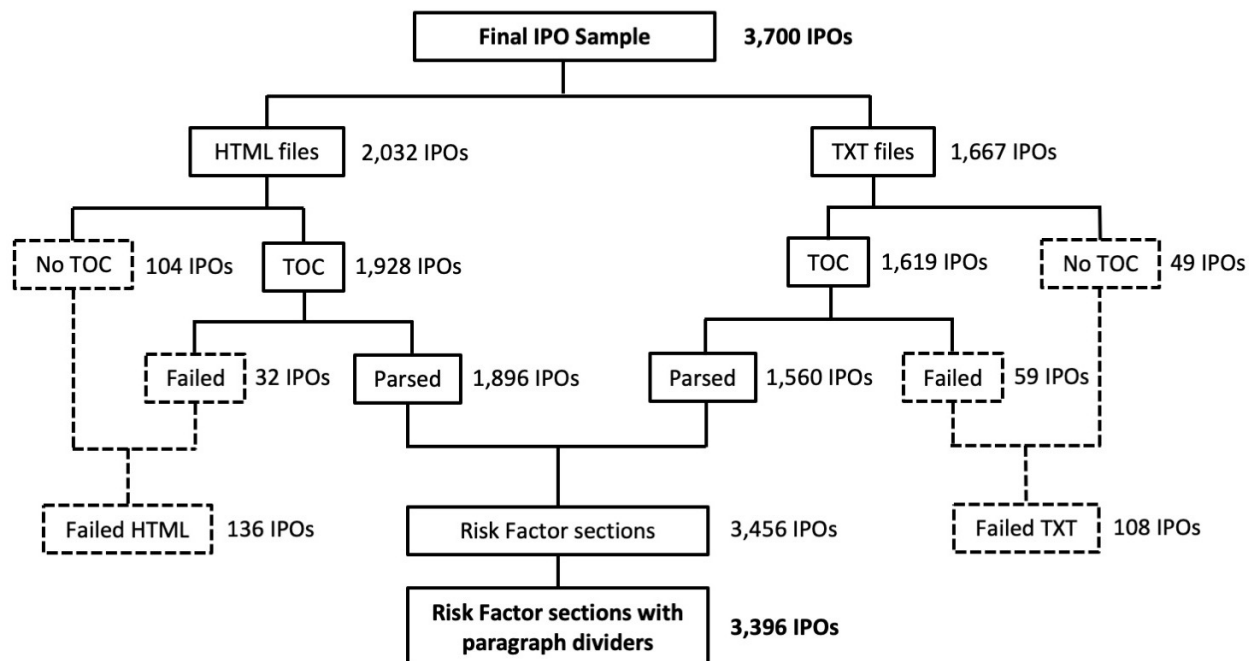 Final IPO Sample 3,700 IPOs
HTML files 2,032 IPOs TXT files 1,667 IPOs
No TOC 104 IPOs TOC 1,928 IPOs TOC 1,619 IPOs No TOC 49 IPOs
Failed 32 IPOs Parsed 1,896 IPOs Parsed 1,560 IPOs Failed 59 IPOs
Failed HTML 136 IPOs Risk Factor sections 3,456 IPOs Failed TXT 108 IPOs
Risk Factor sections with
paragraph dividers 3,396 IPOs